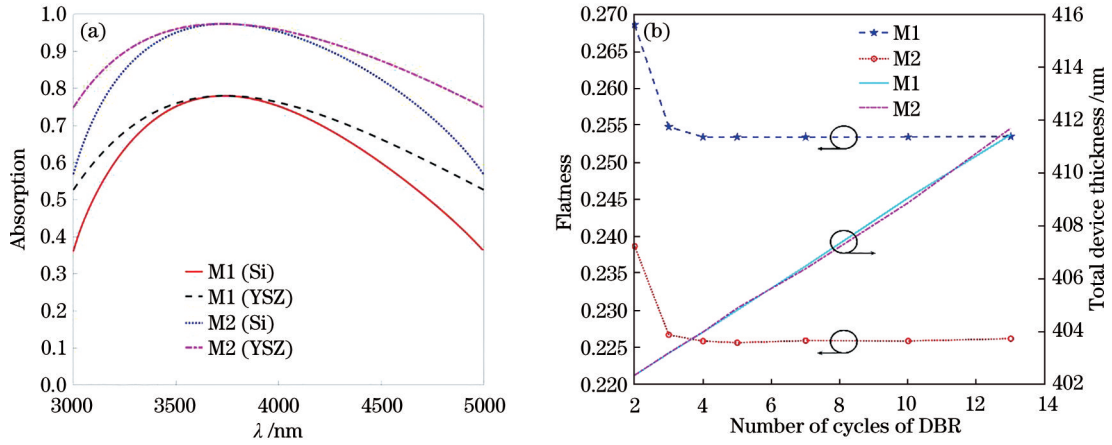 (a)
1.0
0.9
0.8
0.7
0.6
0.5
0.4
0.3
0.2
0.1
0.0
Absorption
M1 (Si)
M1 (YSZ)
M2 (Si)
M2 (YSZ)
3000
3500
4000
4500
5000
λ /nm
(b)
0.270
0.265
0.260
0.255
0.250
0.245
0.240
0.235
0.230
0.225
0.220
Flatness
M1
M2
M1
M2
416
414
412
410
408
406
404
402
Total device thickness /um
2
4
6
8
10
12
14
Number of cycles of DBR